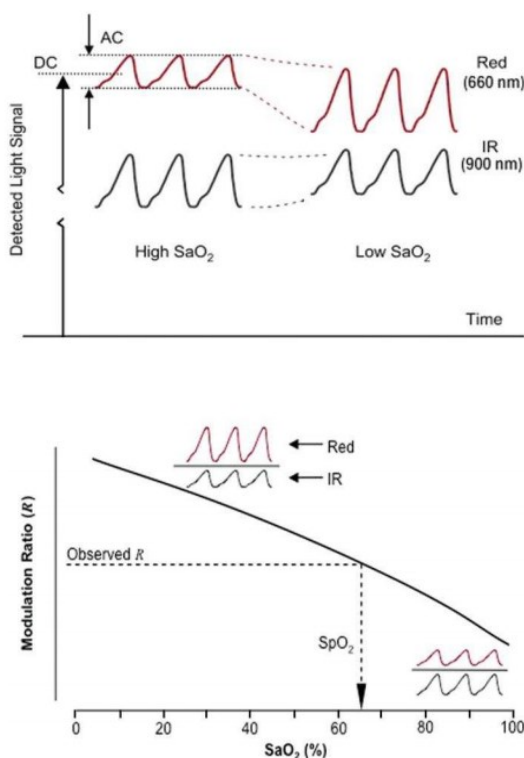 AC
DC
Red
(660 nm)
IR
(900 nm)
Detected Light Signal
High SaO₂
Low SaO₂
Time
Red
IR
Modulation Ratio (R)
Observed R
SpO₂
0 20 40 60 80 100
SaO₂ (%)